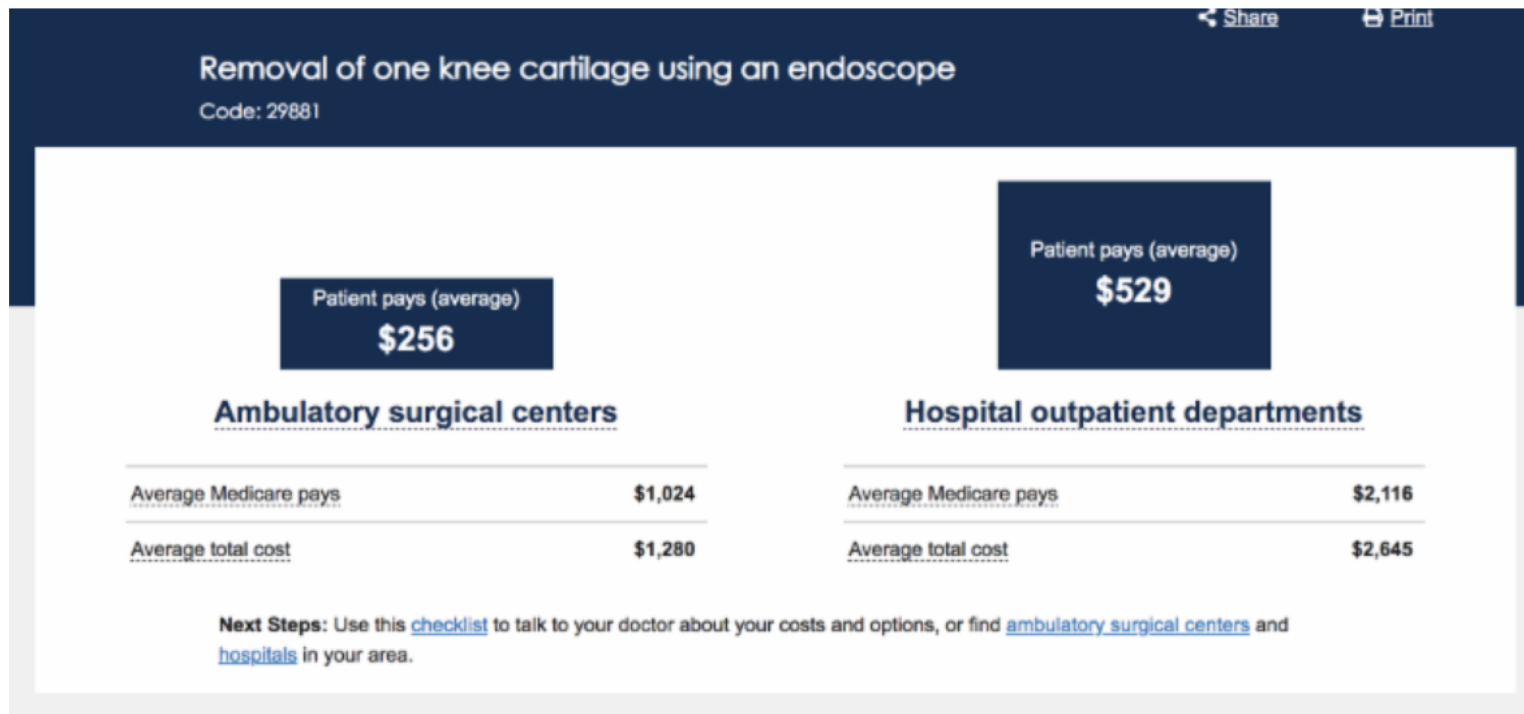 Share Print
Removal of one knee cartilage using an endoscope
Code: 29881
Patient pays (average)
$256
Ambulatory surgical centers
Average Medicare pays $1,024
Average total cost $1,280
Patient pays (average)
$529
Hospital outpatient departments
Average Medicare pays $2,116
Average total cost $2,645
Next Steps: Use this checklist to talk to your doctor about your costs and options, or find ambulatory surgical centers and
hospitals in your area.